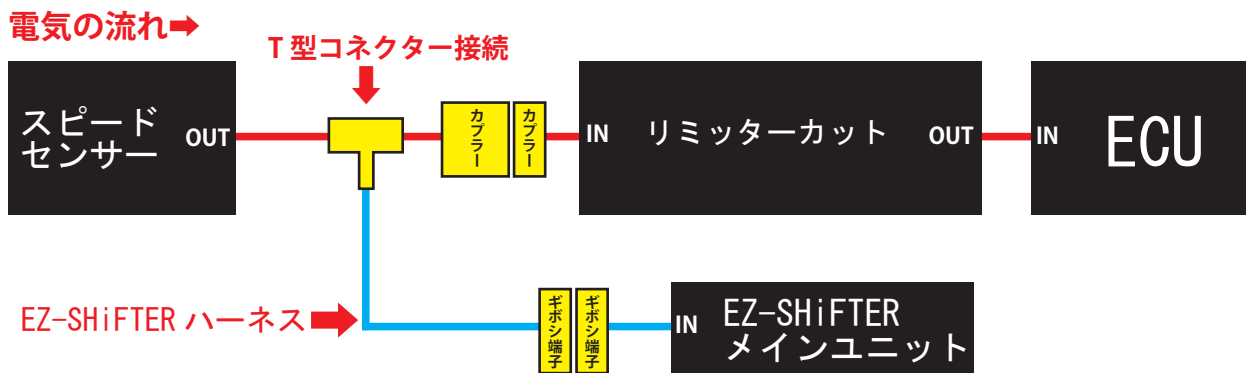 電気の流れ➡
T型コネクター接続
スピード
センサー
OUT
カプラー
カプラー
IN
リミッターカット
OUT
IN
ECU
EZ-SHiFTER ハーネス
ギボシ端子
ギボシ端子
IN
EZ-SHiFTER
メインユニット